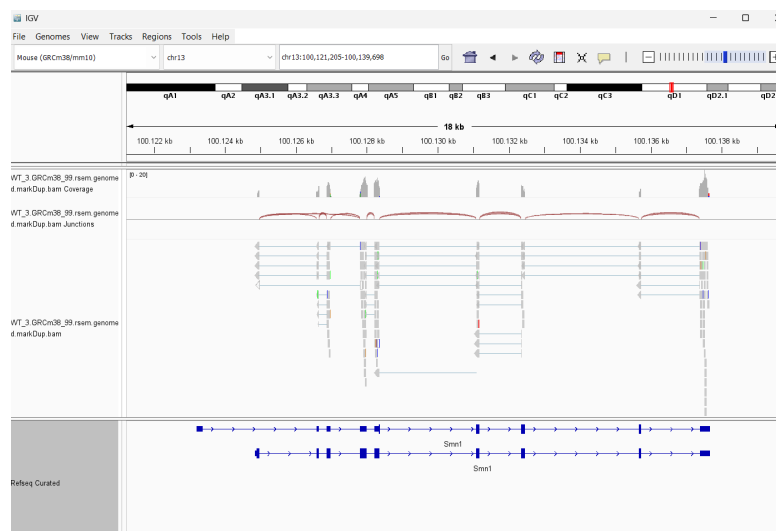 IGV
File Genomes View Tracks Regions Tools Help
Mouse (GRCm38/mm10) chr13 chr13:100,121,205-100,139,698 Go
qA1 qA2 qA3.1 qA3.2 qA3.3 qA4 qA5 qB1 qB2 qB3 qC1 qC2 qC3 qD1 qD2.1 qD2
18 kb
100.122 kb 100.124 kb 100.126 kb 100.128 kb 100.130 kb 100.132 kb 100.134 kb 100.136 kb 100.138 kb
WT_3.GRCm38_99.rsem.genome
d.markDup.bam Coverage
[0 - 20]
WT_3.GRCm38_99.rsem.genome
d.markDup.bam Junctions
WT_3.GRCm38_99.rsem.genome
d.markDup.bam
Smn1
Smn1
Refseq Curated